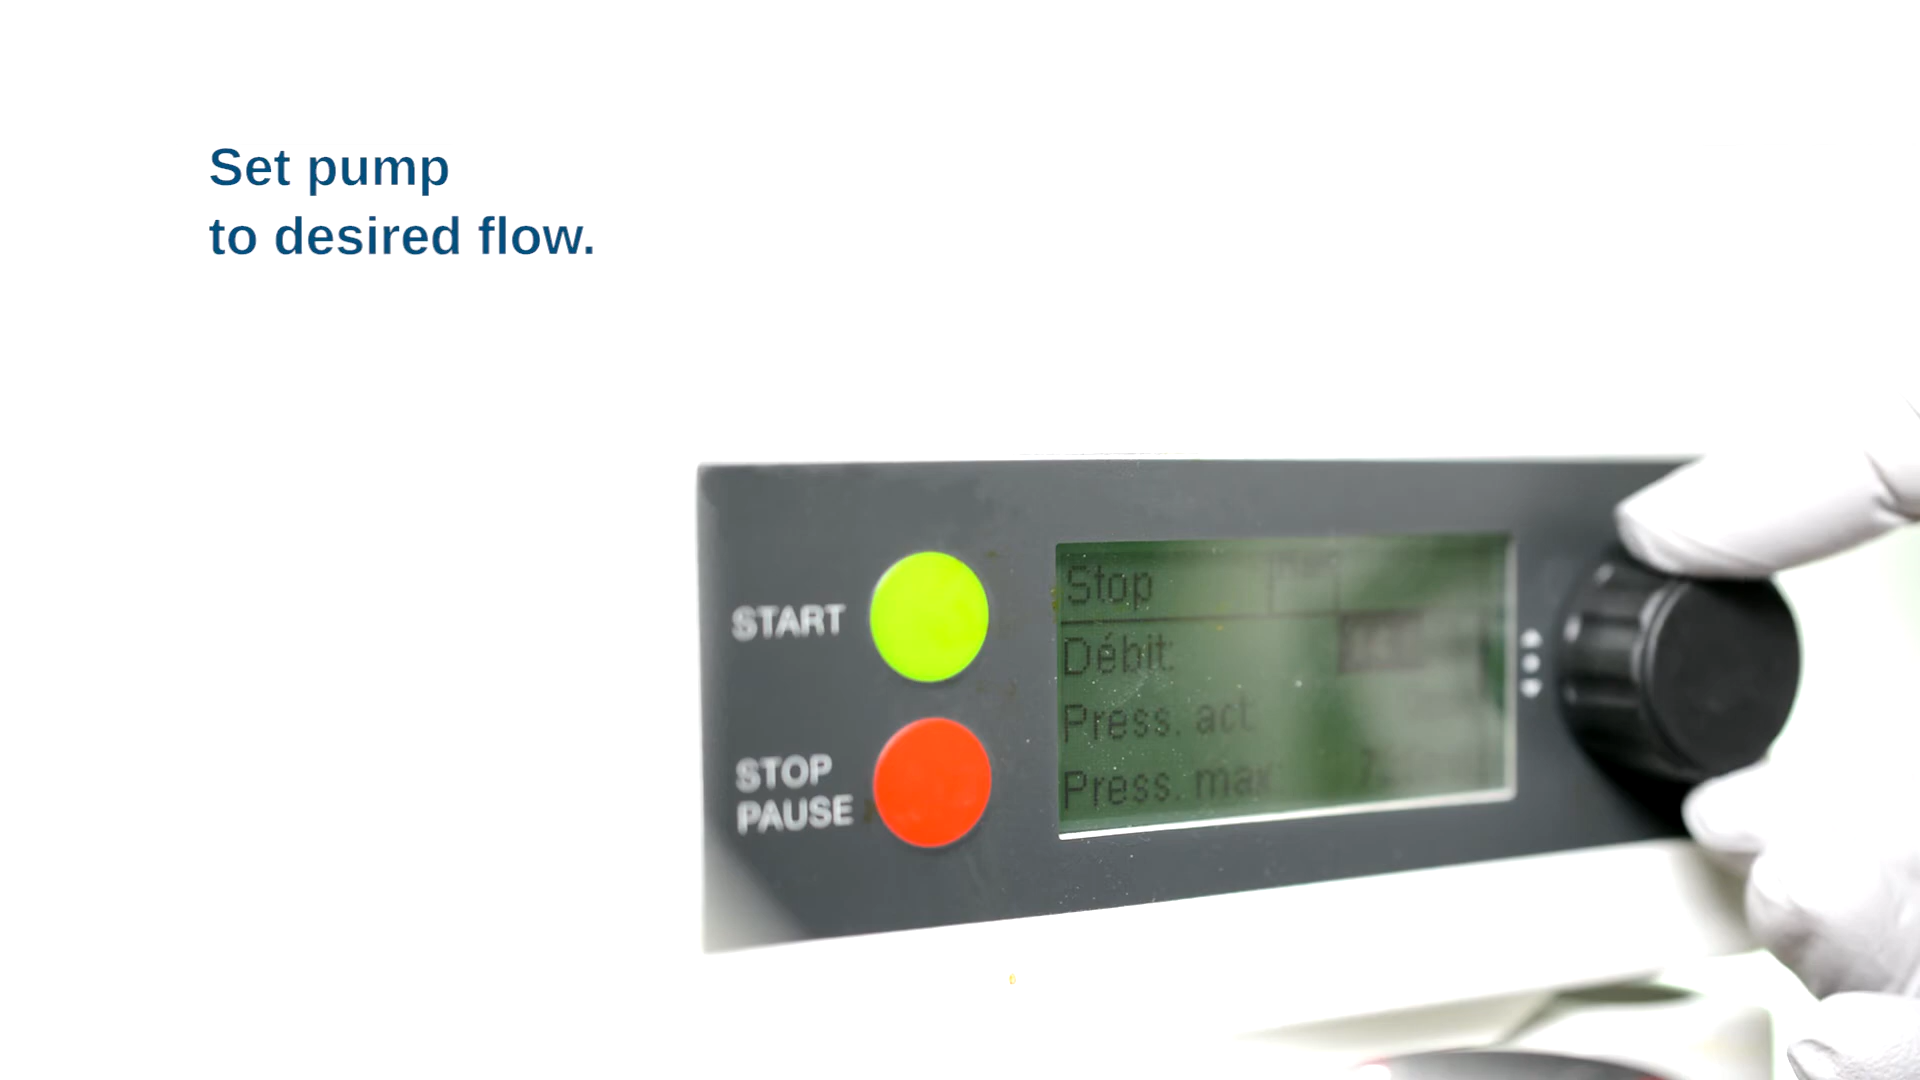 Set pump
to desired flow.
START
STOP
PAUSE
Stop
Débit:
Press. act:
Press. max: